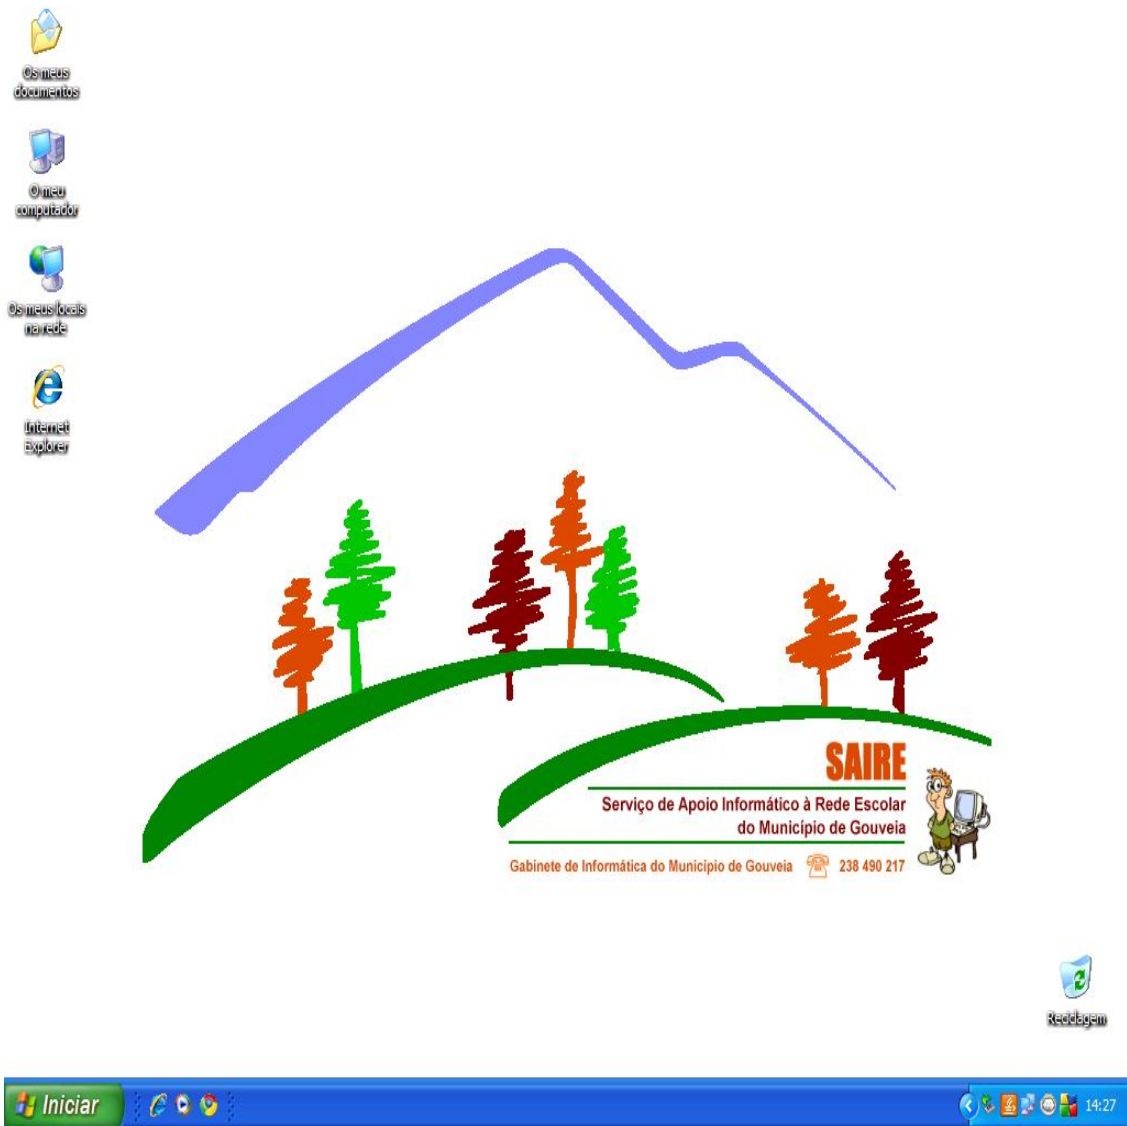 Os meus
documentos
O meu
computador
Os meus locais
na rede
Internet
Explorer
SAIRE
Serviço de Apoio Informático à Rede Escolar
do Município de Gouveia
Gabinete de Informática do Município de Gouveia 238 490 217
Reciclagem
Iniciar
14:27